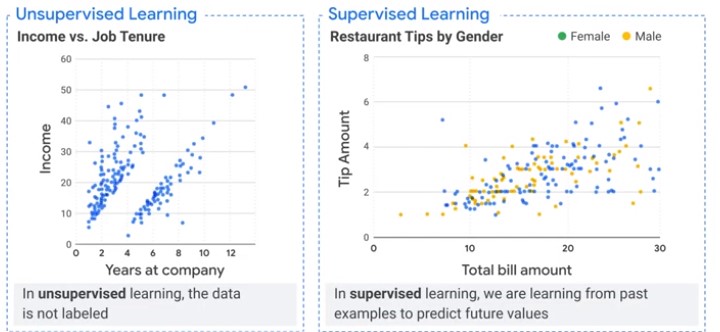 Unsupervised Learning
Income vs. Job Tenure
60
50
40
30
20
10
0
Income
0 2 4 6 8 10 12
Years at company
In unsupervised learning, the data
is not labeled
Supervised Learning
Restaurant Tips by Gender
Female Male
8
6
4
2
0
Tip Amount
0 10 20 30
Total bill amount
In supervised learning, we are learning from past
examples to predict future values